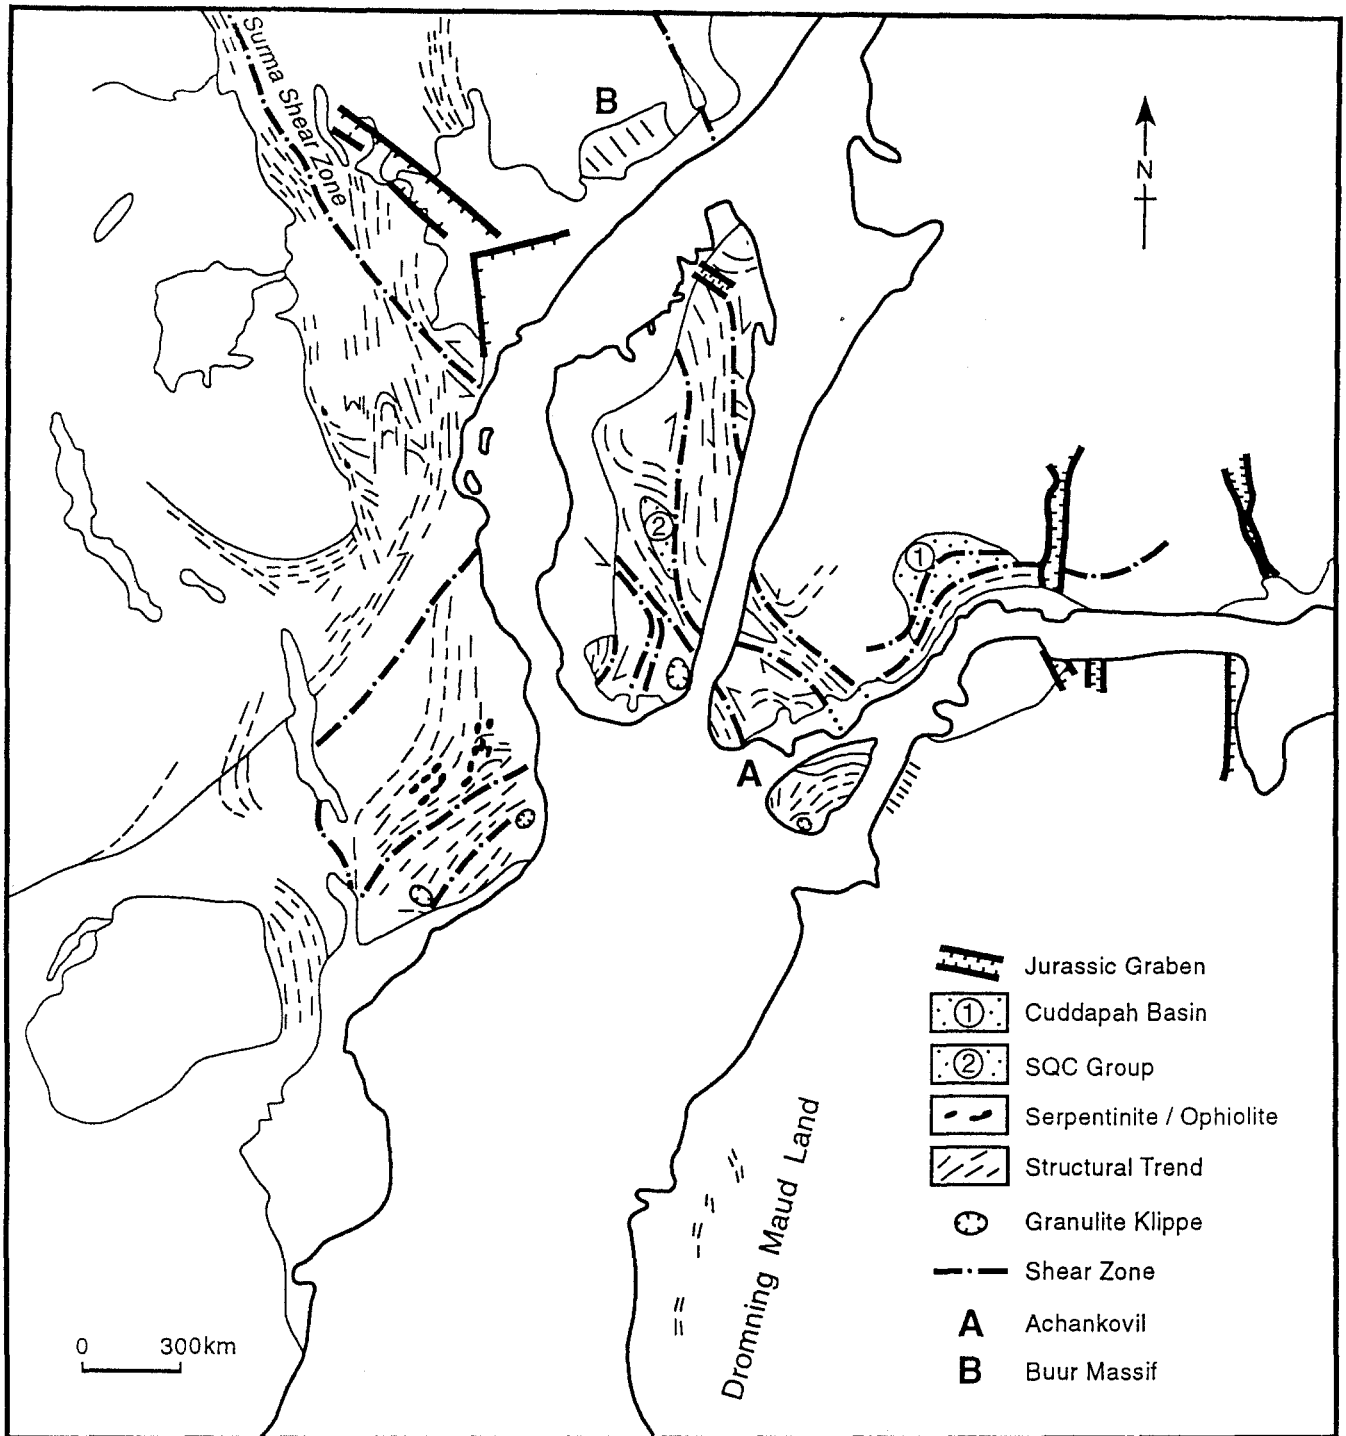 Surma Shear Zone
B
N
2
1
A
Jurassic Graben
1 Cuddapah Basin
2 SQC Group
Serpentinite / Ophiolite
Structural Trend
Granulite Klippe
Shear Zone
A Achankovil
B Buur Massif
Dromning Maud Land
0 300km